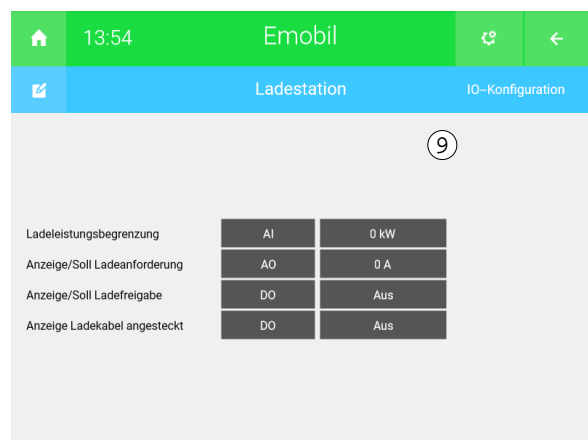 13:54 Emobil
Ladestation IO-Konfiguration
9
Ladeleistungsbegrenzung AI 0 kW
Anzeige/Soll Ladeanforderung AO 0 A
Anzeige/Soll Ladefreigabe DO Aus
Anzeige Ladekabel angesteckt DO Aus